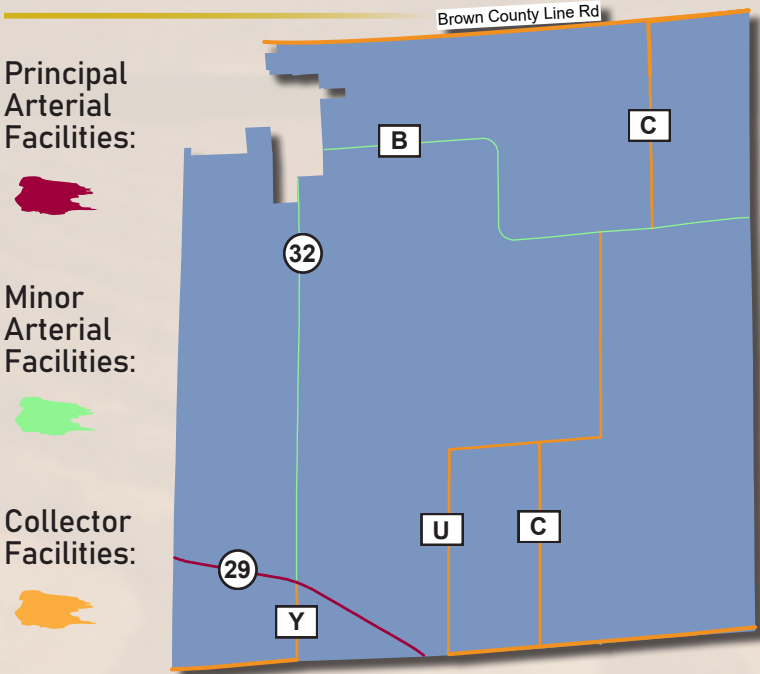 Brown County Line Rd
Principal
Arterial
Facilities:
C
B
32
Minor
Arterial
Facilities:
Collector
Facilities:
U
C
29
Y